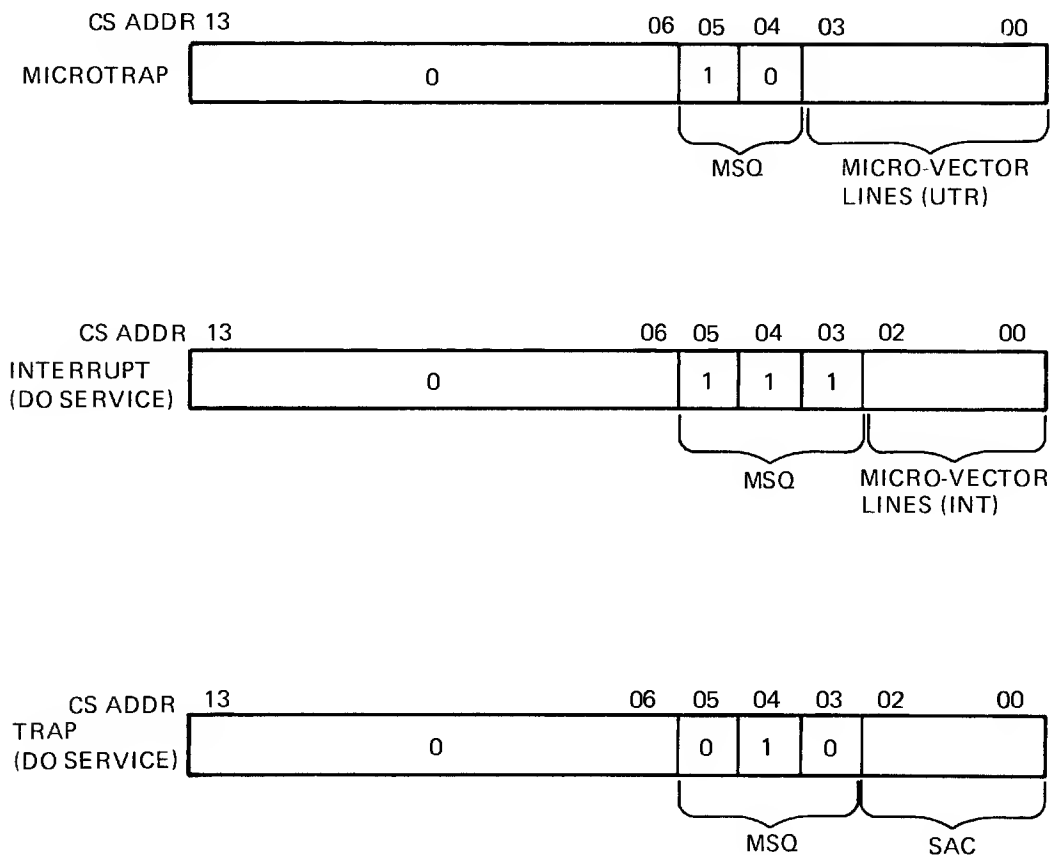 CS ADDR 13 06 05 04 03 00
MICROTRAP 0 1 0
MSQ MICRO-VECTOR
LINES (UTR)
CS ADDR 13 06 05 04 03 02 00
INTERRUPT
(DO SERVICE) 0 1 1 1
MSQ MICRO-VECTOR
LINES (INT)
CS ADDR 13 06 05 04 03 02 00
TRAP
(DO SERVICE) 0 0 1 0
MSQ SAC